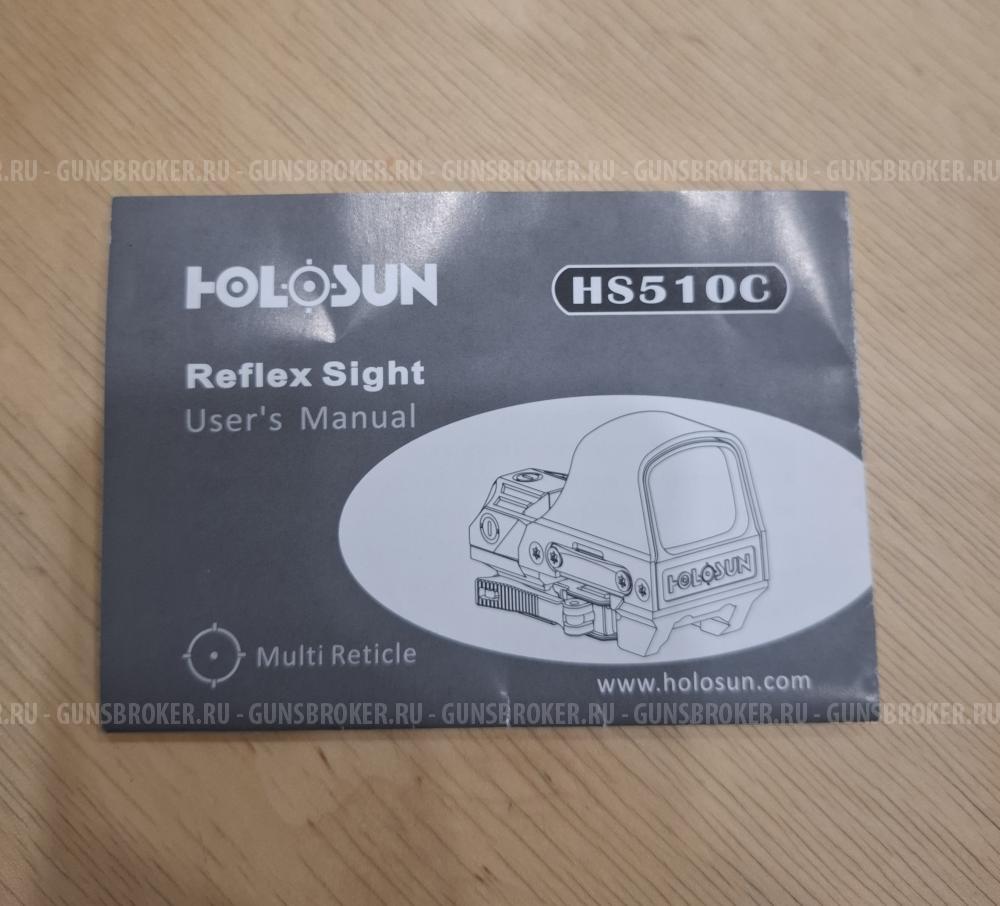 .RU - GUNSBROKER.RU - GUNSBROKER.RU - GUNSBROKER.RU - GUNSBROKER.RU - GUNSBROKER.RU
HOLOSUN
HS510C
Reflex Sight
User's Manual
HOLOSUN
Multi Reticle
www.holosun.com
.RU - GUNSBROKER.RU - GUNSBROKER.RU - GUNSBROKER.RU - GUNSBROKER.RU - GUNSBROKER.RU